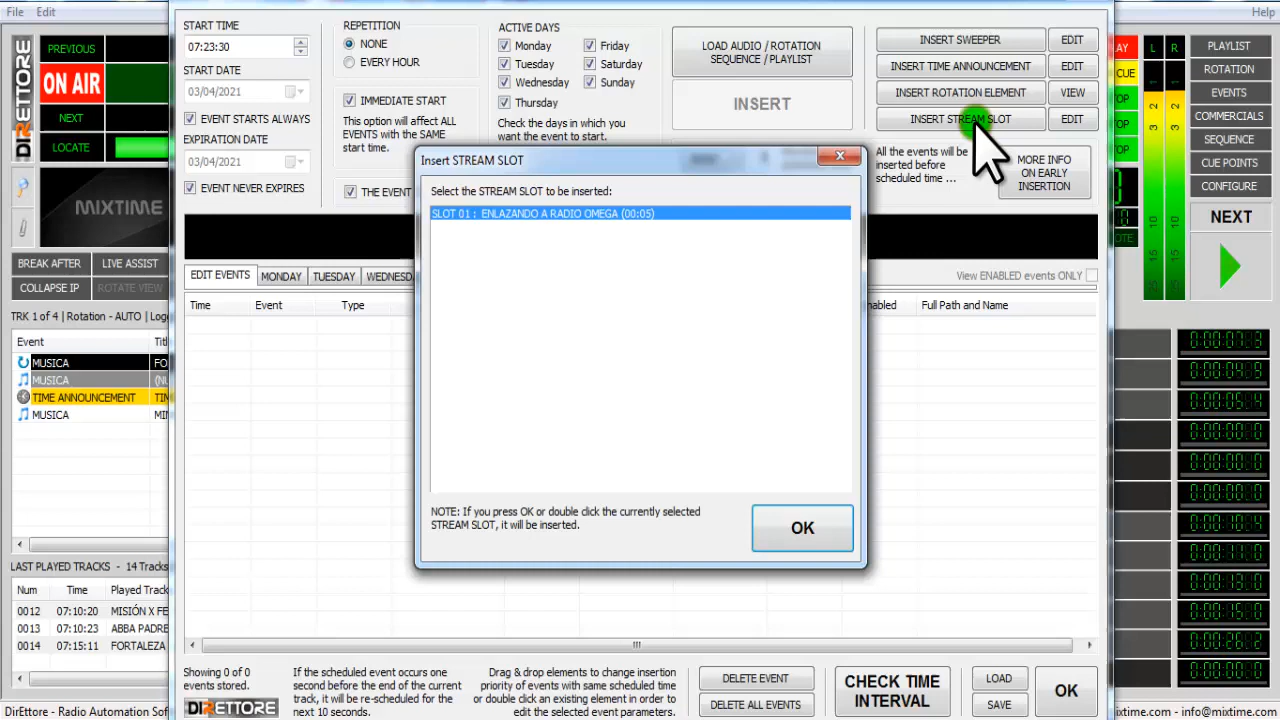 File Edit
Help
DIRETTORE
PREVIOUS
ON AIR
NEXT
LOCATE
MIXTIME
BREAK AFTER LIVE ASSIST
COLLAPSE IP ROTATE VIEW
TRK 1 of 4 | Rotation - AUTO |
Event
MUSICA FO
MUSICA
TIME ANNOUNCEMENT
MUSICA
LAST PLAYED TRACKS - 14
Num Time Played
0012 07:10:20 MISIÓN X
0013 07:10:23 ABBA
0014 07:15:11 FORTALEZA
START TIME
07:23:30
START DATE
03/04/2021
EVENT STARTS ALWAYS
EXPIRATION DATE
03/04/2021
EVENT NEVER EXPIRES
REPETITION
NONE
EVERY HOUR
IMMEDIATE START
This option will affect ALL
EVENTS with the SAME
start time.
THE EVENT
ACTIVE DAYS
Monday Friday
Tuesday Saturday
Wednesday Sunday
Thursday
Check the days in which you
want the event to start.
LOAD AUDIO / ROTATION
SEQUENCE / PLAYLIST
INSERT
INSERT SWEEPER EDIT
INSERT TIME ANNOUNCEMENT EDIT
INSERT ROTATION ELEMENT VIEW
INSERT STREAM SLOT EDIT
All the events will be
inserted before
scheduled time ...
MORE INFO
ON EARLY
INSERTION
EDIT EVENTS MONDAY TUESDAY
View ENABLED events ONLY
Time Event Type Full Path and Name
Insert STREAM SLOT
Select the STREAM SLOT to be inserted:
SLOT 01 : ENLAZANDO A RADIO OMEGA (00:05)
NOTE: If you press OK or double click the currently selected
STREAM SLOT, it will be inserted.
OK
Showing 0 of 0
events stored.
DIRETTORE
If the scheduled event occurs one
second before the end of the current
track, it will be re-scheduled for the
next 10 seconds.
Drag & drop elements to change insertion
priority of events with same scheduled time
or double click an existing element in order to
edit the selected event parameters.
DELETE EVENT
DELETE ALL EVENTS
CHECK TIME
INTERVAL
LOAD
SAVE
OK
L R
CUE
PLAYLIST
ROTATION
EVENTS
COMMERCIALS
SEQUENCE
CUE POINTS
CONFIGURE
NEXT
DirEttore - Radio Automation
mixtime.com - info@mixtime.com